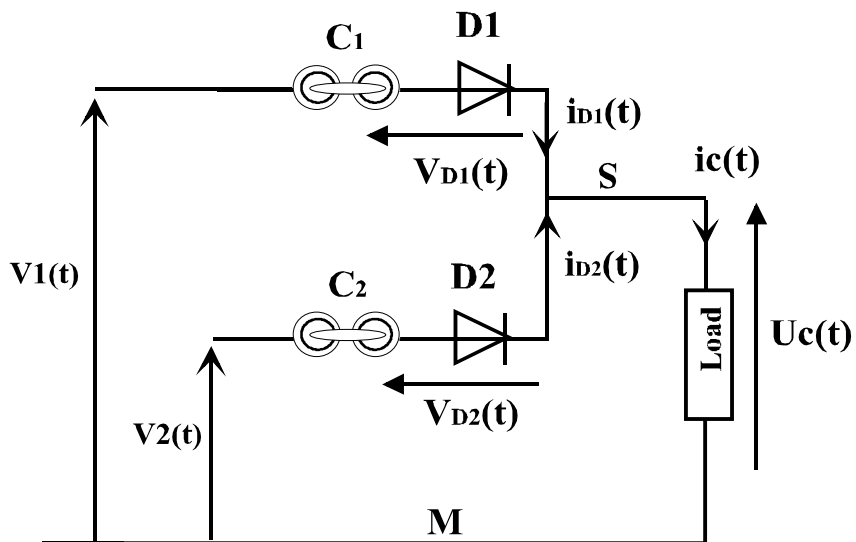 C1
D1
iD1(t)
VD1(t)
ic(t)
S
V1(t)
C2
D2
iD2(t)
Load
Uc(t)
VD2(t)
V2(t)
M